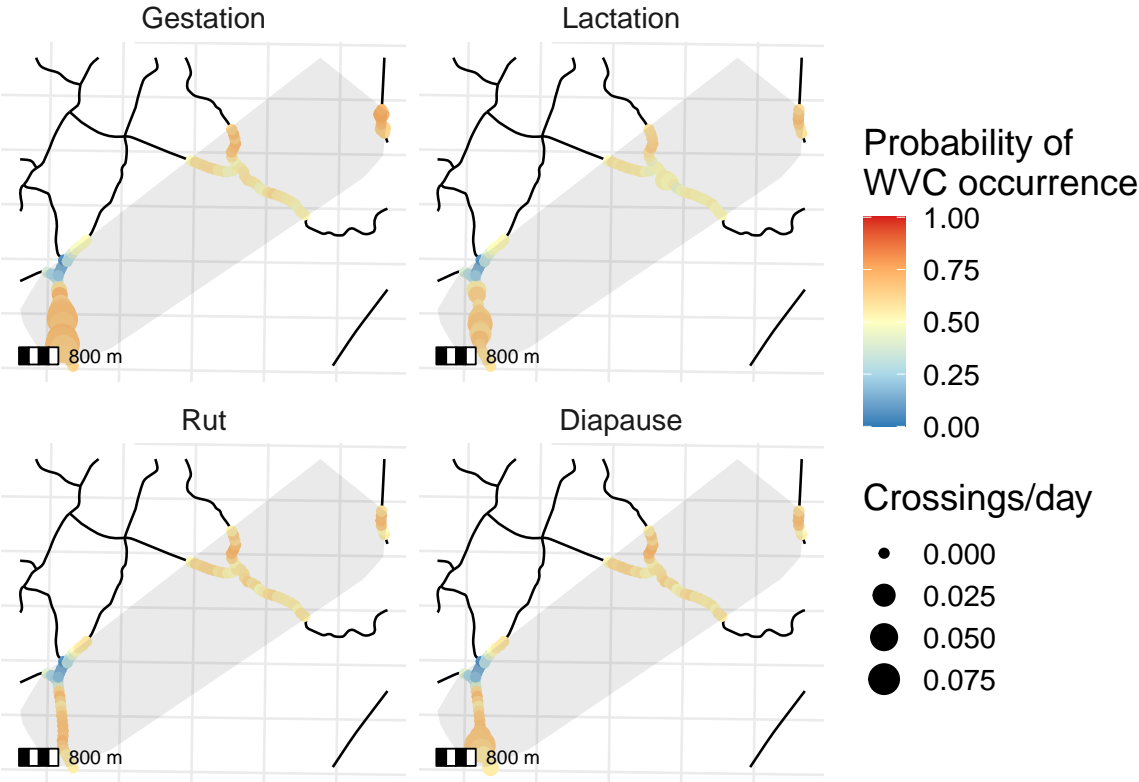 Gestation
Lactation
800 m
800 m
Rut
Diapause
800 m
800 m
Probability of
WVC occurrence
1.00
0.75
0.50
0.25
0.00
Crossings/day
0.000
0.025
0.050
0.075